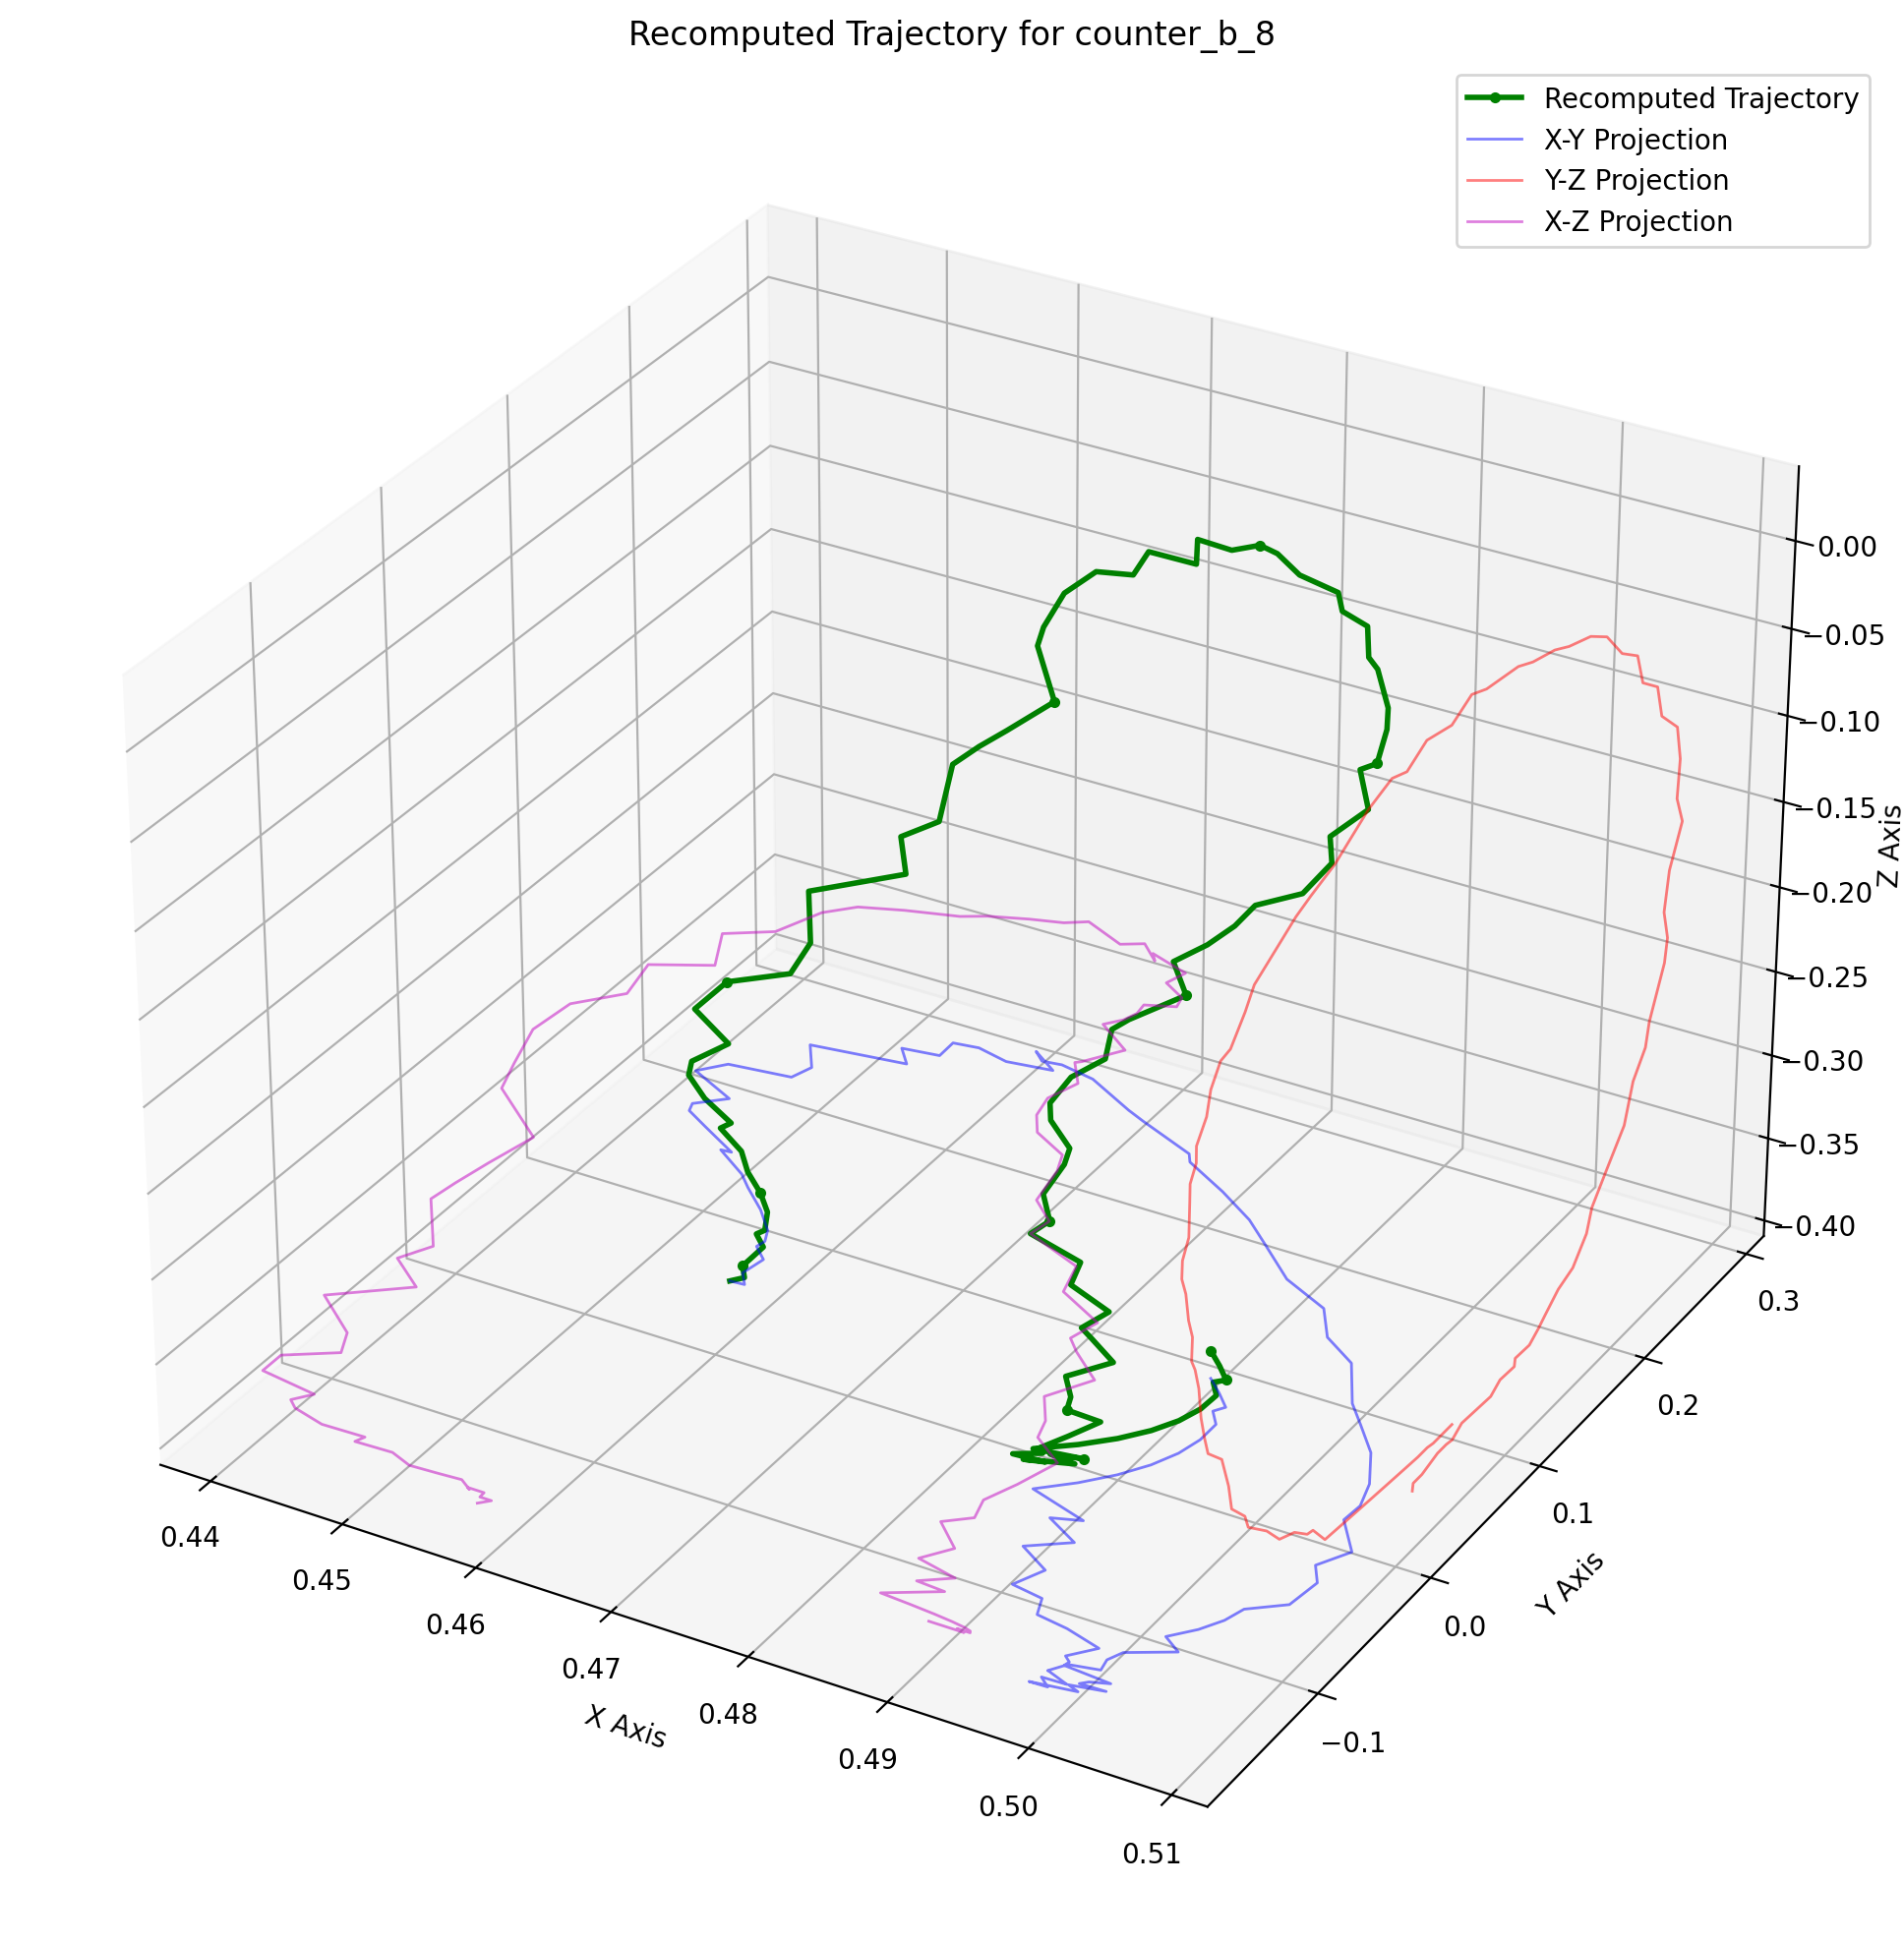 Recomputed Trajectory for counter_b_8
Recomputed Trajectory
X-Y Projection
Y-Z Projection
X-Z Projection
0.00
−0.05
−0.10
−0.15
−0.20
−0.25
−0.30
−0.35
−0.40
Z Axis
0.3
0.2
0.1
0.0
−0.1
Y Axis
0.44
0.45
0.46
0.47
0.48
0.49
0.50
0.51
X Axis